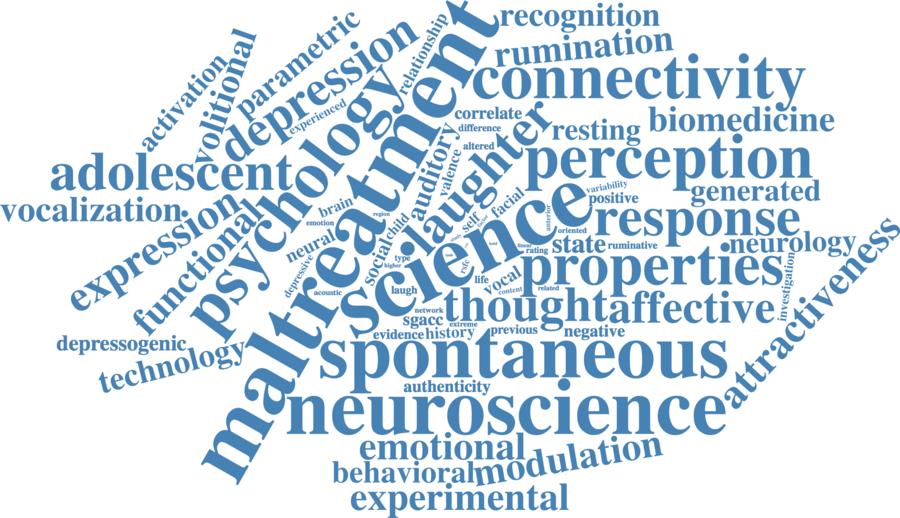 recognition
rumination
connectivity
relationship
parametric
volitional
activation
depression
experienced
maltreatment
psychology
correlate
difference
altered
laughter
resting
biomedicine
auditory
valence
perception
adolescent
vocalization
expression
functional
brain
emotion
region
neural
depressive
child
social
type
higher
self
facial
science
variability
positive
generated
anterior
oriented
response
state
ruminative
neurology
linear
rating
properties
attractiveness
investigation
acoustic
laugh
life
vocal
content
related
thought
affective
network
sgacc
extreme
evidence
history
previous
negative
depressogenic
technology
spontaneous
authenticity
neuroscience
emotional
modulation
behavioral
experimental